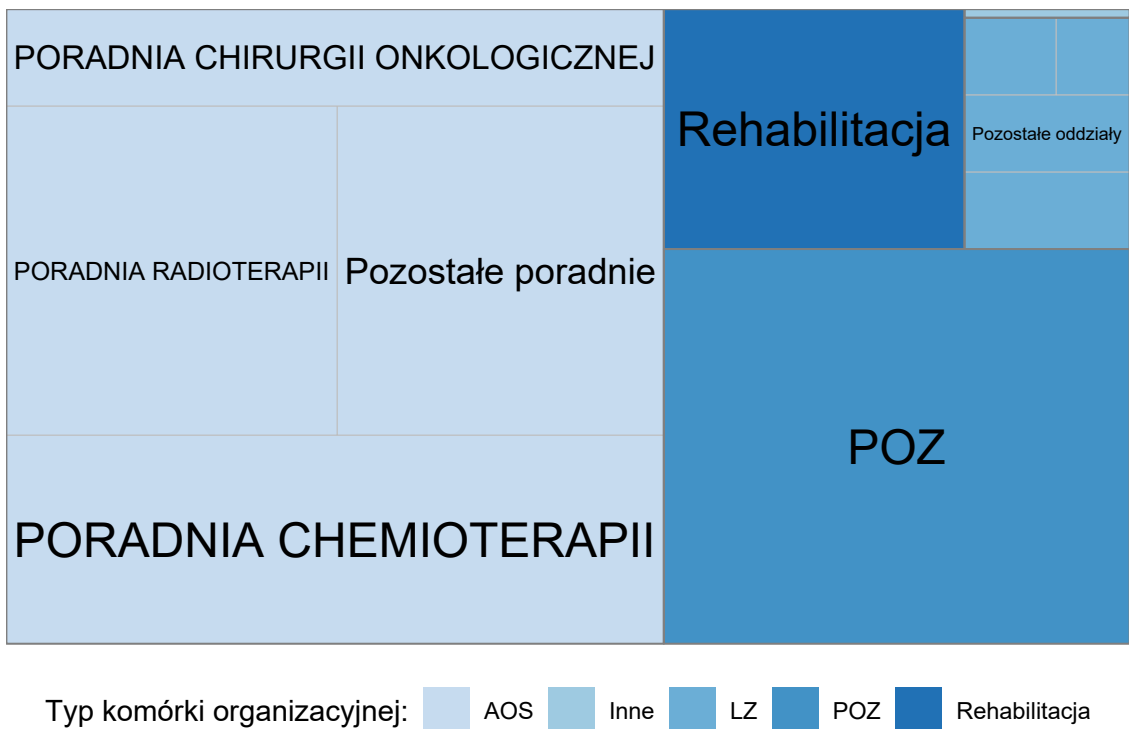 PORADNIA CHIRURGII ONKOLOGICZNEJ
PORADNIA RADIOTERAPII
Pozostałe poradnie
PORADNIA CHEMIOTERAPII
Rehabilitacja
Pozostałe oddziały
POZ
Typ komórki organizacyjnej: AOS Inne LZ POZ Rehabilitacja